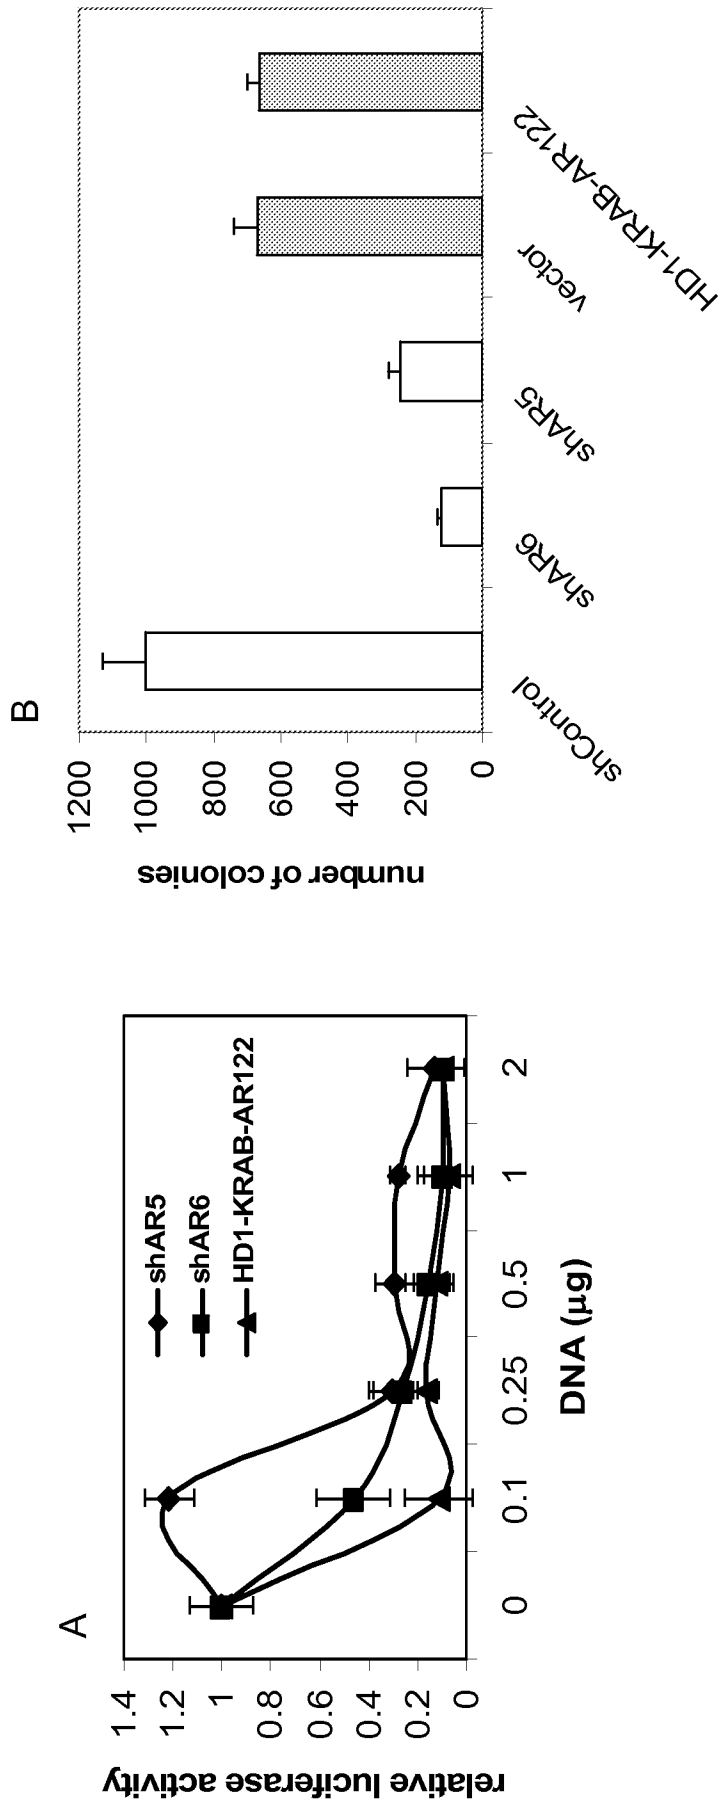 A
1.4
1.2
1
0.8
0.6
0.4
0.2
0
relative luciferase activity
shAR5
shAR6
HD1-KRAB-AR122
0 0.1 0.25 0.5 1 2
DNA (µg)
B
1200
1000
800
600
400
200
0
number of colonies
shControl
shAR6
shAR5
vector
HD1-KRAB-AR122